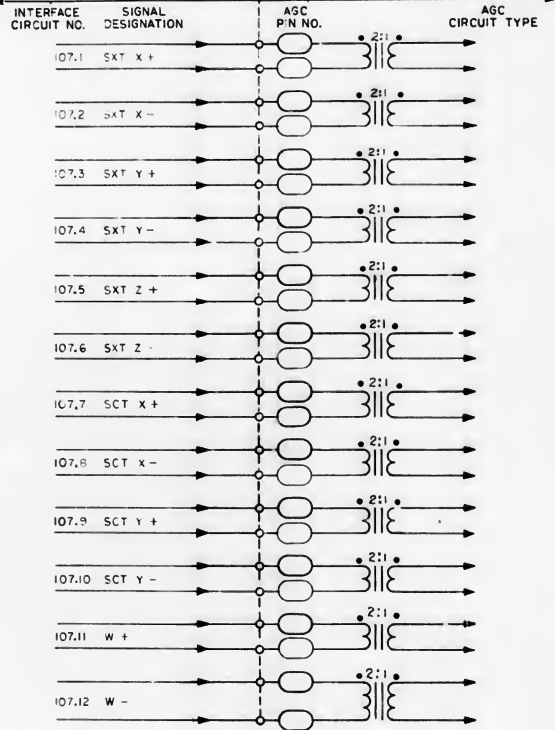 INTERFACE SIGNAL AGC AGC
CIRCUIT NO. DESIGNATION PIN NO. CIRCUIT TYPE
2:1
107.1 SXT X +
2:1
107.2 SXT X -
2:1
107.3 SXT Y +
2:1
107.4 SXT Y -
2:1
107.5 SXT Z +
2:1
107.6 SXT Z -
2:1
107.7 SCT X +
2:1
107.8 SCT X -
2:1
107.9 SCT Y +
2:1
107.10 SCT Y -
2:1
107.11 W +
2:1
107.12 W -